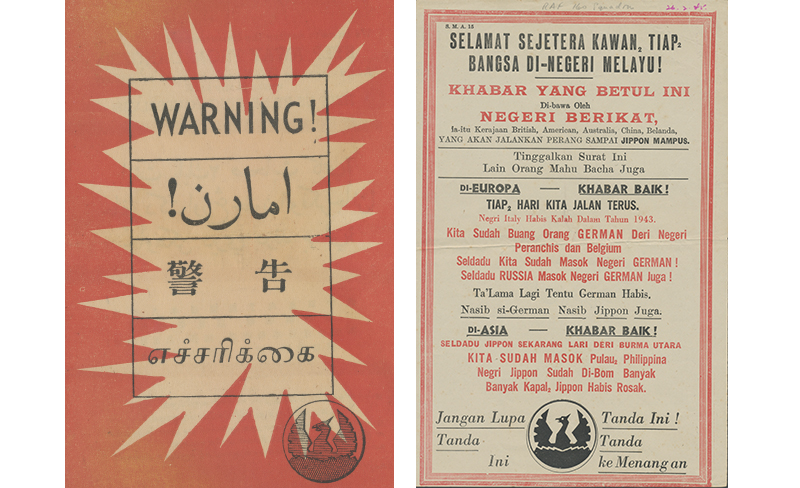 WARNING!
امارن!
警告
எச்சரிக்கை
S. M. A. 16
SELAMAT SEJETERA KAWAN₂ TIAP₂
BANGSA DI-NEGERI MELAYU!
KHABAR YANG BETUL INI
Di-bawa Oleh
NEGERI BERIKAT,
Ia-itu Kerajaan British, American, Australia, China, Belanda,
YANG AKAN JALANKAN PERANG SAMPAI JIPPON MAMPUS.
Tinggalkan Surat Ini
Lain Orang Mahu Bacha Juga
DI-EUROPA — KHABAR BAIK!
TIAP₂ HARI KITA JALAN TERUS.
Negri Italy Habis Kalah Dalam Tahun 1943.
Kita Sudah Buang Orang GERMAN Deri Negeri
Peranchis dan Belgium
Seldadu Kita Sudah Masok Negeri GERMAN !
Seldadu RUSSIA Masok Negeri GERMAN Juga !
Ta'Lama Lagi Tentu German Habis.
Nasib si-German Nasib Jippon Juga.
DI-ASIA — KHABAR BAIK!
SELDADU JIPPON SEKARANG LARI DERI BURMA UTARA
KITA SUDAH MASOK Pulau₂ Philippina
Negri Jippon Sudah Di-Bom Banyak
Banyak Kapal₂ Jippon Habis Rosak.
Jangan Lupa Tanda Ini !
Tanda Tanda
Ini ke Menangan